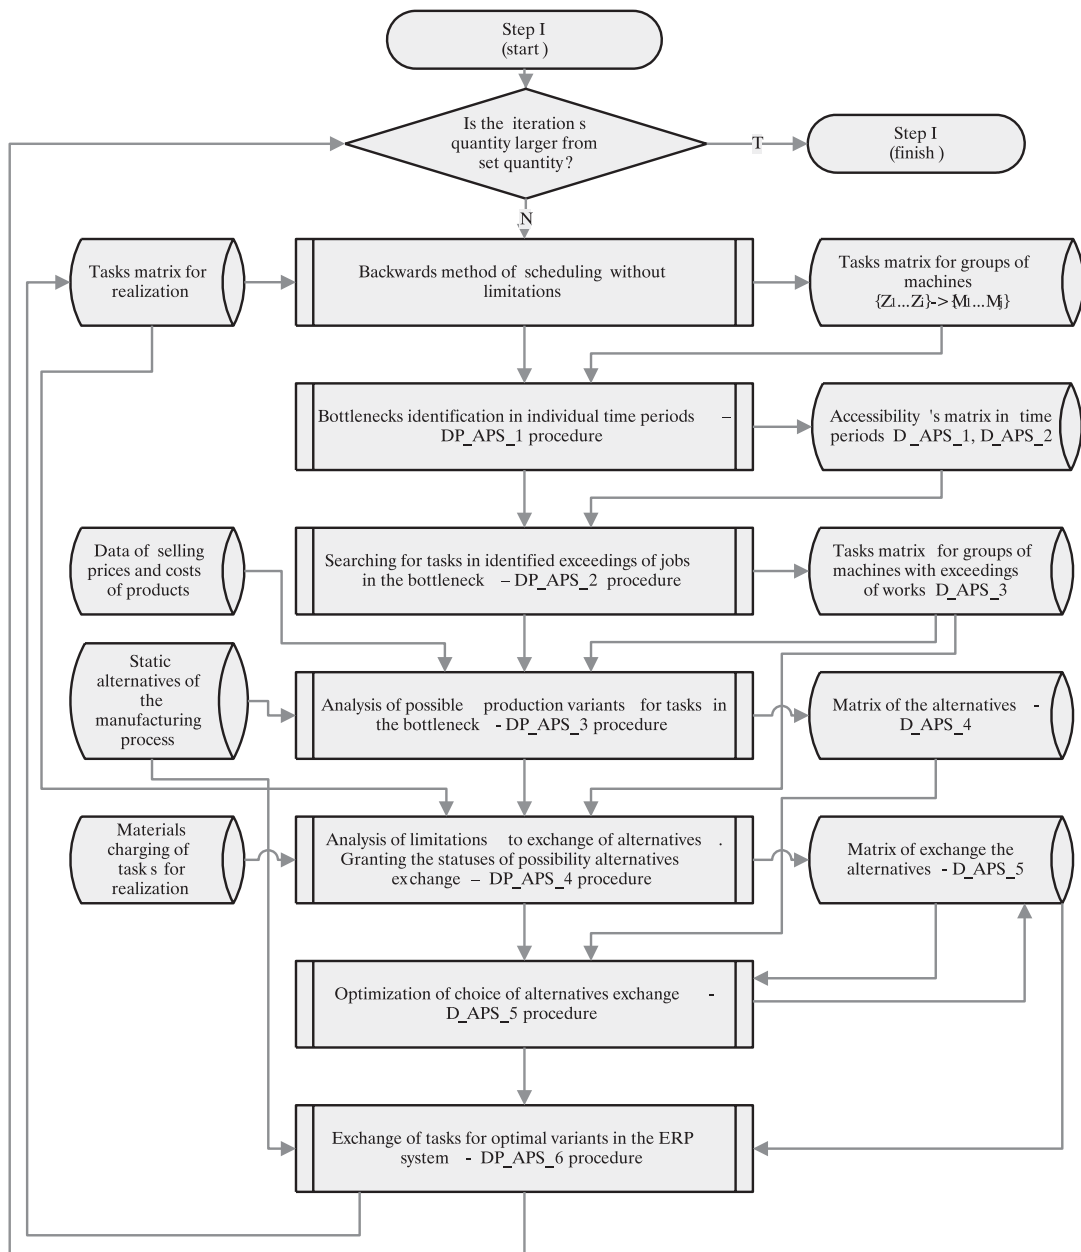 Step I
(start )
Is the iteration s
quantity larger from
set quantity?
T
Step I
(finish )
N
Tasks matrix for
realization
Backwards method of scheduling without
limitations
Tasks matrix for groups of
machines
{Z1...Zi}->{M1...Mj}
Bottlenecks identification in individual time periods –
DP_APS_1 procedure
Accessibility 's matrix in time
periods D_APS_1, D_APS_2
Data of selling
prices and costs
of products
Searching for tasks in identified exceedings of jobs
in the bottleneck – DP_APS_2 procedure
Tasks matrix for groups of
machines with exceedings
of works D_APS_3
Static
alternatives of
the
manufacturing
process
Analysis of possible production variants for tasks in
the bottleneck - DP_APS_3 procedure
Matrix of the alternatives -
D_APS_4
Materials
charging of
task s for
realization
Analysis of limitations to exchange of alternatives .
Granting the statuses of possibility alternatives
exchange – DP_APS_4 procedure
Matrix of exchange the
alternatives - D_APS_5
Optimization of choice of alternatives exchange -
D_APS_5 procedure
Exchange of tasks for optimal variants in the ERP
system - DP_APS_6 procedure